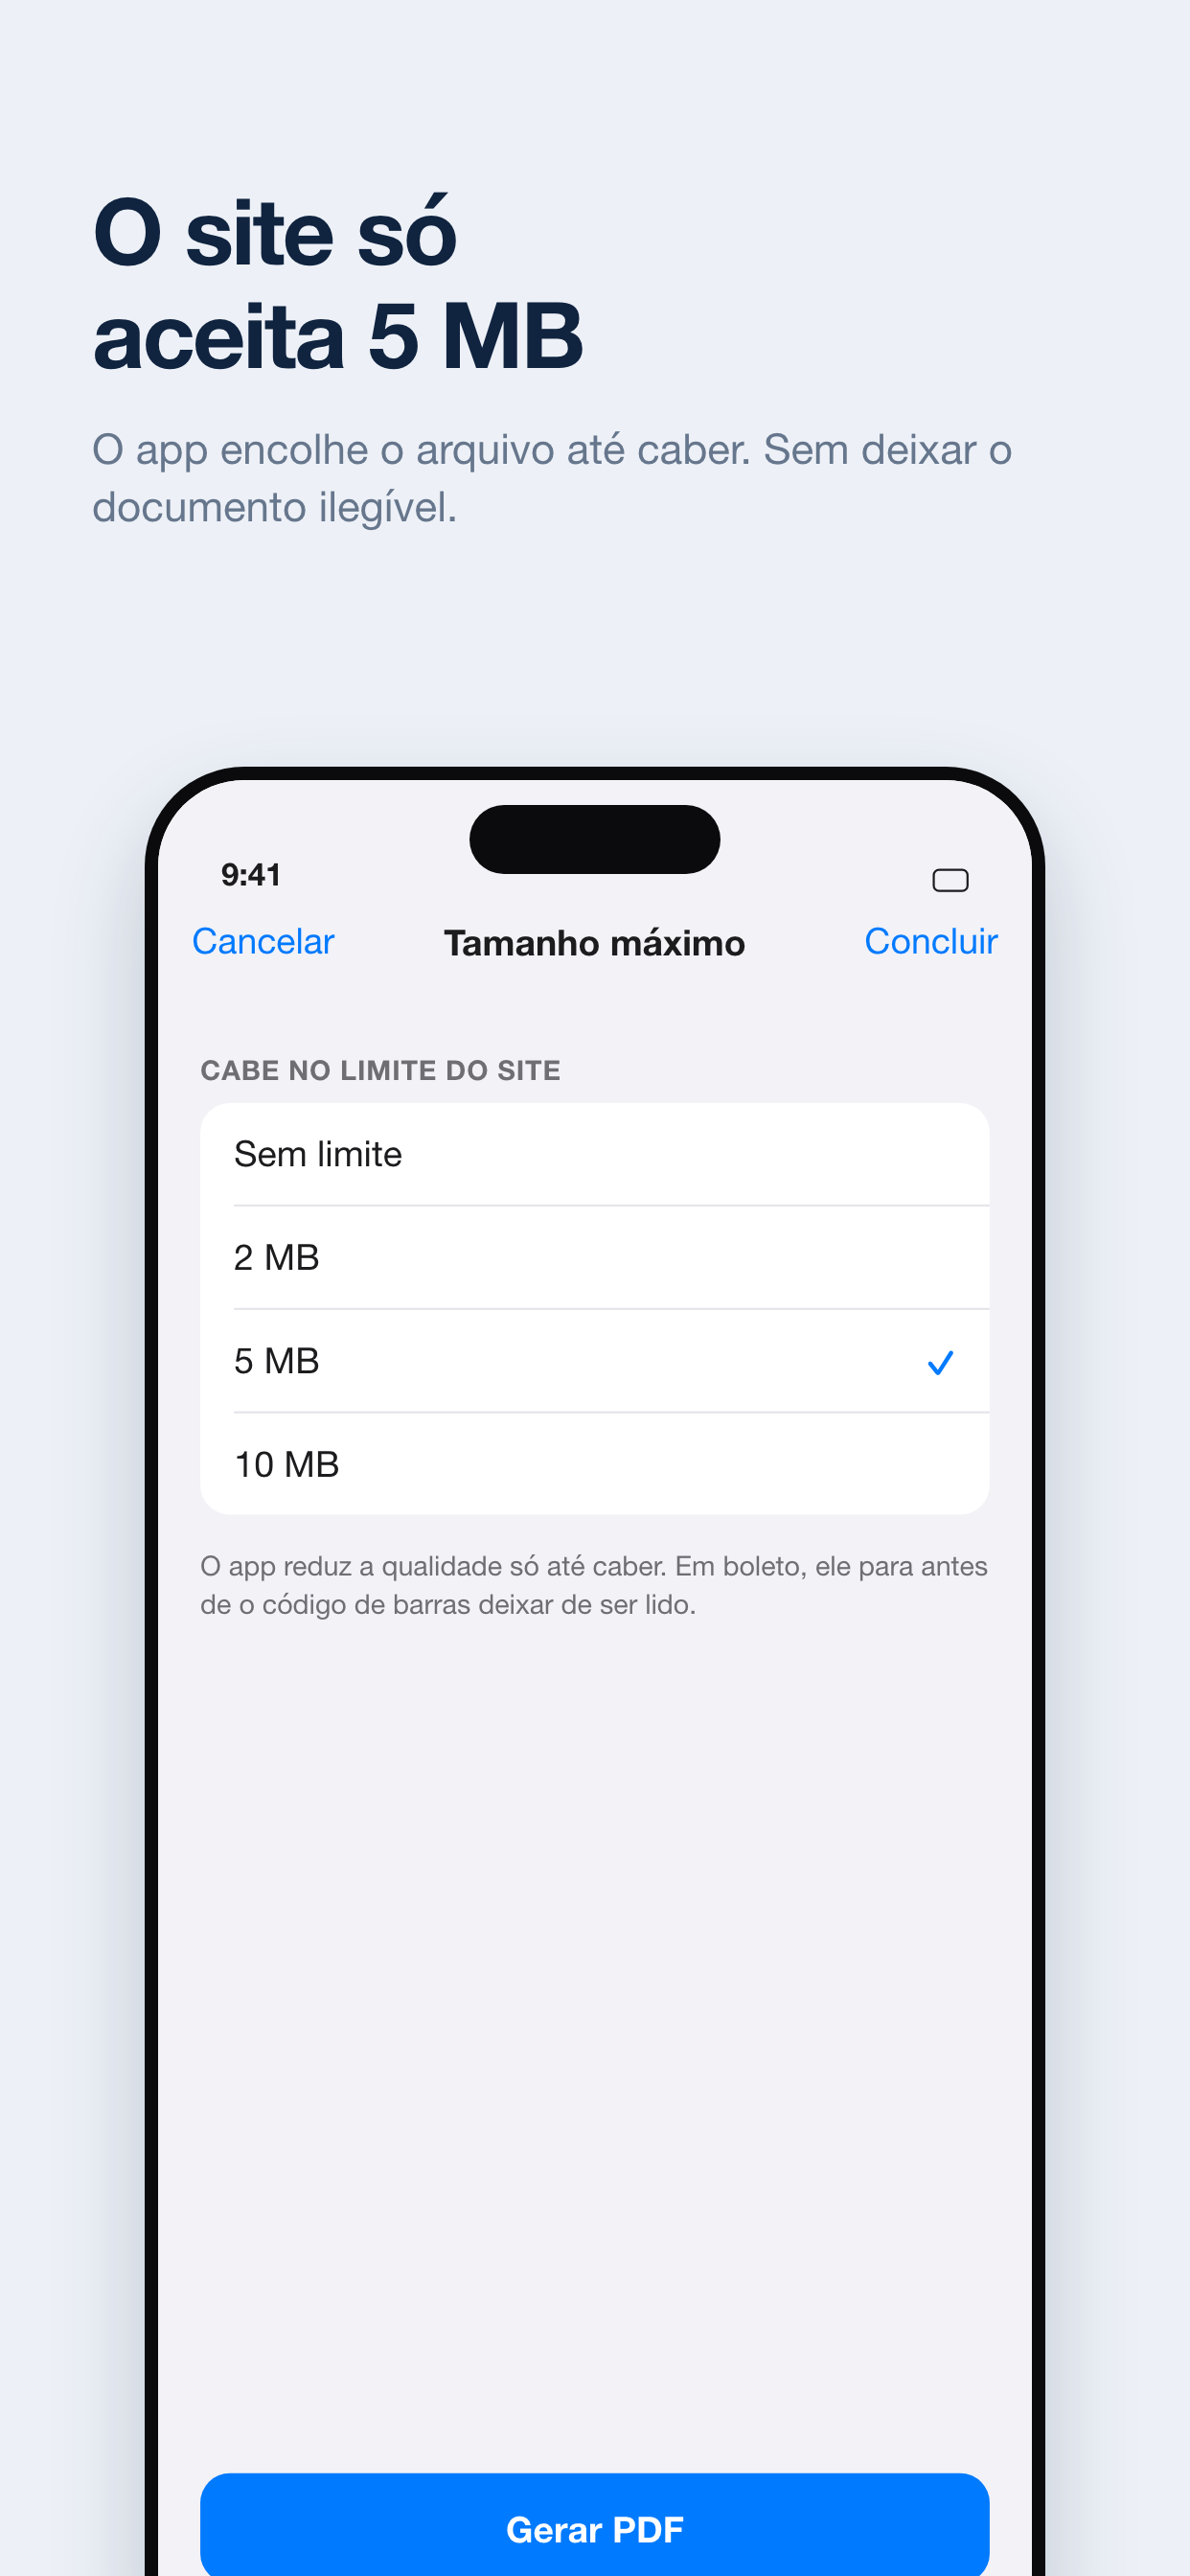 O site só
aceita 5 MB
O app encolhe o arquivo até caber. Sem deixar o
documento ilegível.
9:41
Cancelar
Tamanho máximo
Concluir
CABE NO LIMITE DO SITE
Sem limite
2 MB
5 MB
10 MB
O app reduz a qualidade só até caber. Em boleto, ele para antes
de o código de barras deixar de ser lido.
Gerar PDF